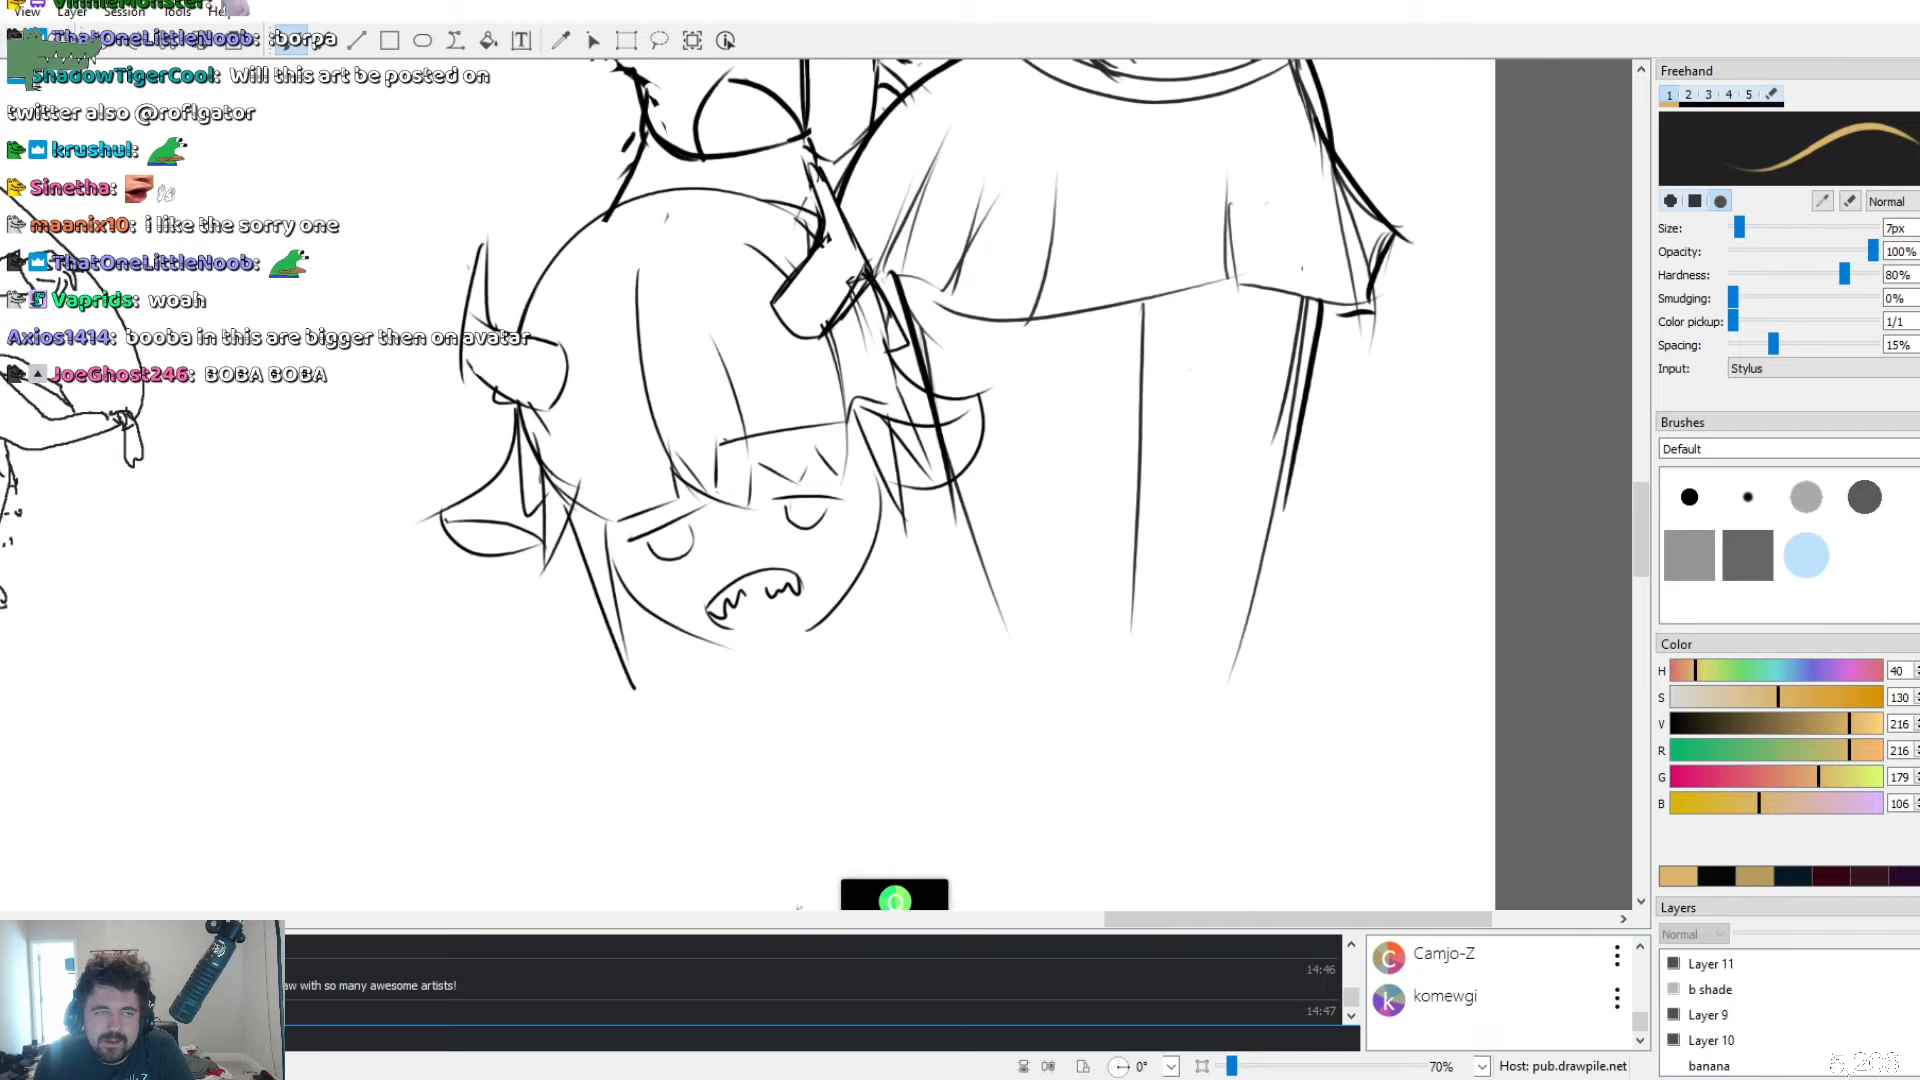 View Layer Session Tools Help
VinnieMonster:
ThatOneLittleNoob: :borpa
ShadowTigerCool: Will this art be posted on
twitter also @roflgator
krushul:
Sinetha:
maanix10: i like the sorry one
ThatOneLittleNoob:
Vaprids: woah
Axios1414: booba in this are bigger then on avatar
JoeGhost246: BOBA BOBA
Freehand
1 2 3 4 5
Normal
Size: 7px
Opacity: 100%
Hardness: 80%
Smudging: 0%
Color pickup: 1/1
Spacing: 15%
Input: Stylus
Brushes
Default
Color
H 40
S 130
V 216
R 216
G 179
B 106
Layers
Normal
Layer 11
b shade
Layer 9
Layer 10
banana
14:46
aw with so many awesome artists!
14:47
C Camjo-Z
k komewgi
0°
70%
Host: pub.drawpile.net
5,203